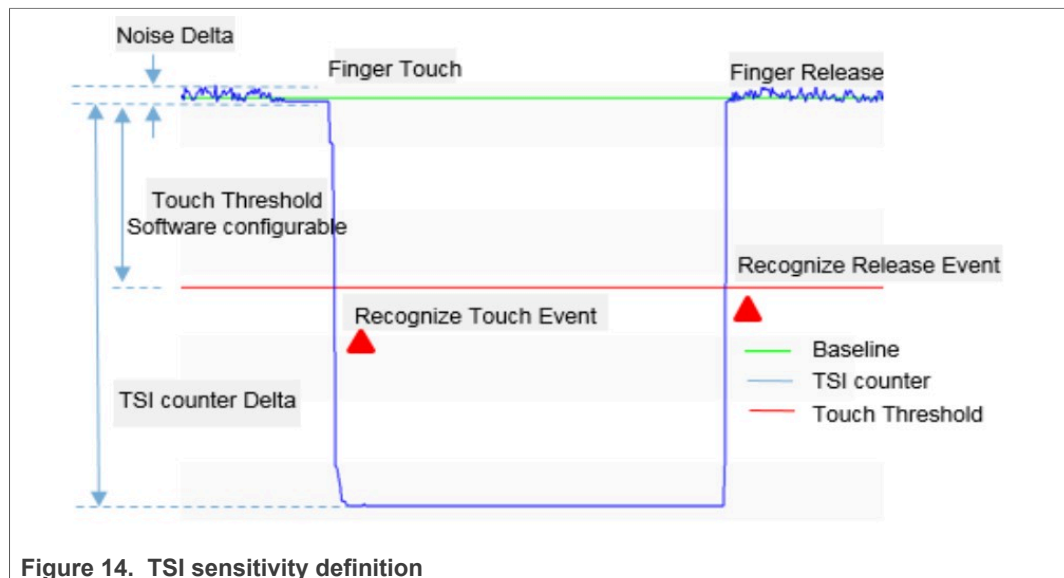 Noise Delta
Finger Touch
Finger Release
Touch Threshold
Software configurable
Recognize Release Event
Recognize Touch Event
Baseline
TSI counter
Touch Threshold
TSI counter Delta
Figure 14. TSI sensitivity definition